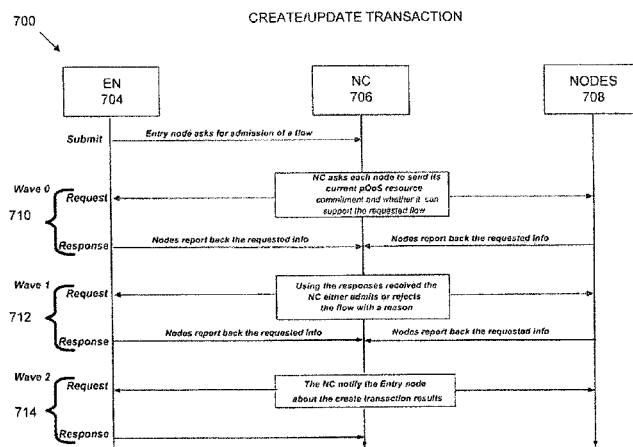 CREATE/UPDATE TRANSACTION
700
EN
704
NC
706
NODES
708
Submit
Entry node asks for admission of a flow
Wave 0
710
Request
NC asks each node to send its
current pQoS resource
commitment and whether it can
support the requested flow
Response
Nodes report back the requested info
Nodes report back the requested info
Wave 1
712
Request
Using the responses received the
NC either admits or rejects
the flow with a reason
Response
Nodes report back the requested info
Nodes report back the requested info
Wave 2
714
Request
The NC notify the Entry node
about the create transaction results
Response